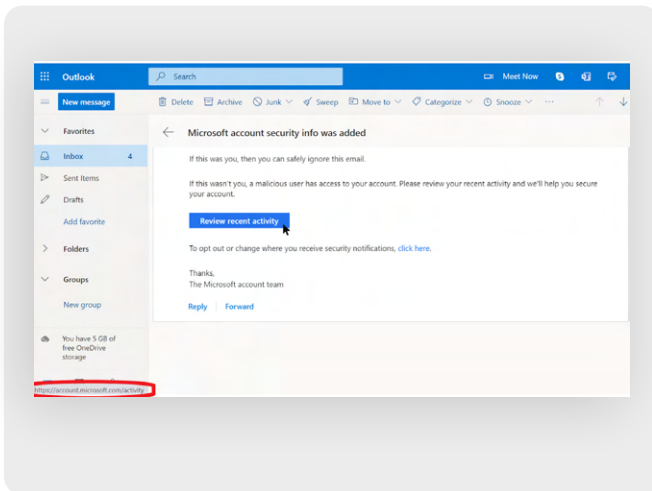 Outlook
Search
Meet Now
New message
Delete Archive Junk Sweep Move to Categorize Snooze ...
Favorites
Inbox 4
Sent Items
Drafts
Add favorite
Folders
Groups
New group
You have 5 GB of
free OneDrive
storage
https://account.microsoft.com/activity
Microsoft account security info was added
If this was you, then you can safely ignore this email.
If this wasn't you, a malicious user has access to your account. Please review your recent activity and we'll help you secure
your account.
Review recent activity
To opt out or change where you receive security notifications, click here.
Thanks,
The Microsoft account team
Reply Forward